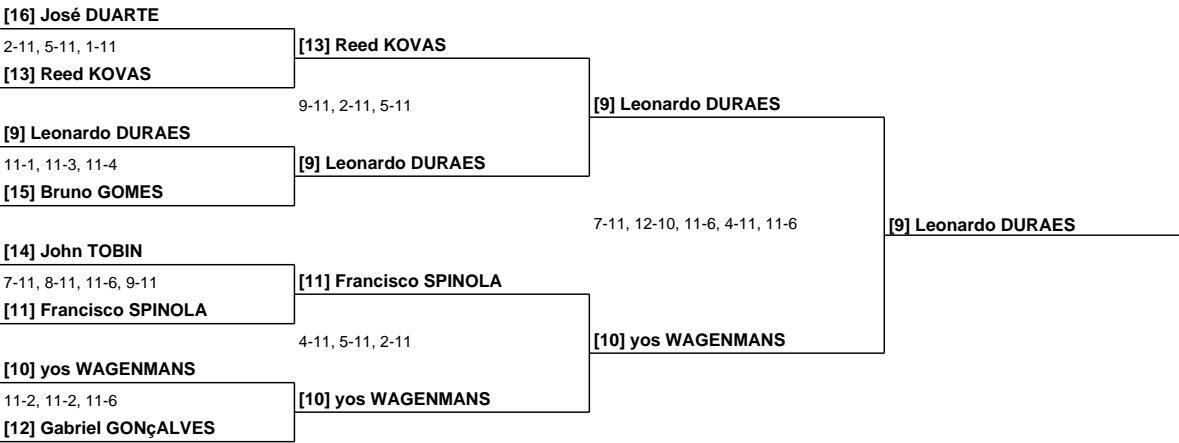 [16] José DUARTE
2-11, 5-11, 1-11
[13] Reed KOVAS
[13] Reed KOVAS
9-11, 2-11, 5-11
[9] Leonardo DURAES
[9] Leonardo DURAES
11-1, 11-3, 11-4
[9] Leonardo DURAES
[15] Bruno GOMES
7-11, 12-10, 11-6, 4-11, 11-6
[9] Leonardo DURAES
[14] John TOBIN
7-11, 8-11, 11-6, 9-11
[11] Francisco SPINOLA
[11] Francisco SPINOLA
4-11, 5-11, 2-11
[10] yos WAGENMANS
[10] yos WAGENMANS
11-2, 11-2, 11-6
[10] yos WAGENMANS
[12] Gabriel GONçALVES